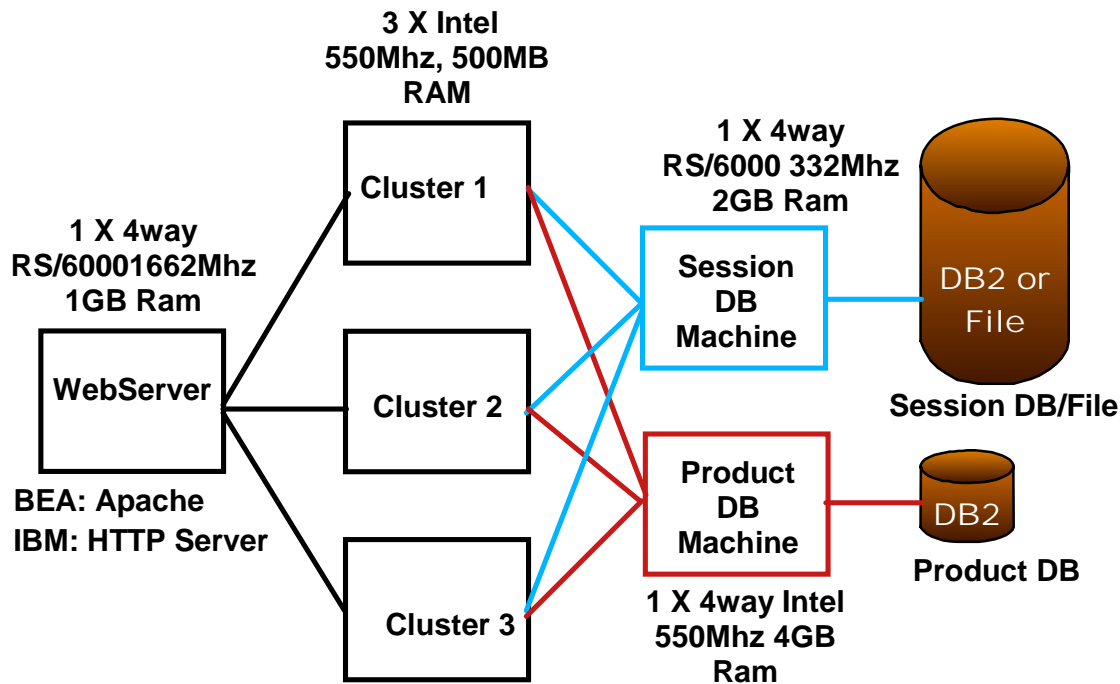 3 X Intel
550Mhz, 500MB
RAM
Cluster 1
1 X 4way
RS/6000 332Mhz
2GB Ram
1 X 4way
RS/60001662Mhz
1GB Ram
Session
DB
Machine
DB2 or
File
WebServer
Cluster 2
Session DB/File
BEA: Apache
IBM: HTTP Server
Product
DB
Machine
DB2
Product DB
Cluster 3
1 X 4way Intel
550Mhz 4GB
Ram